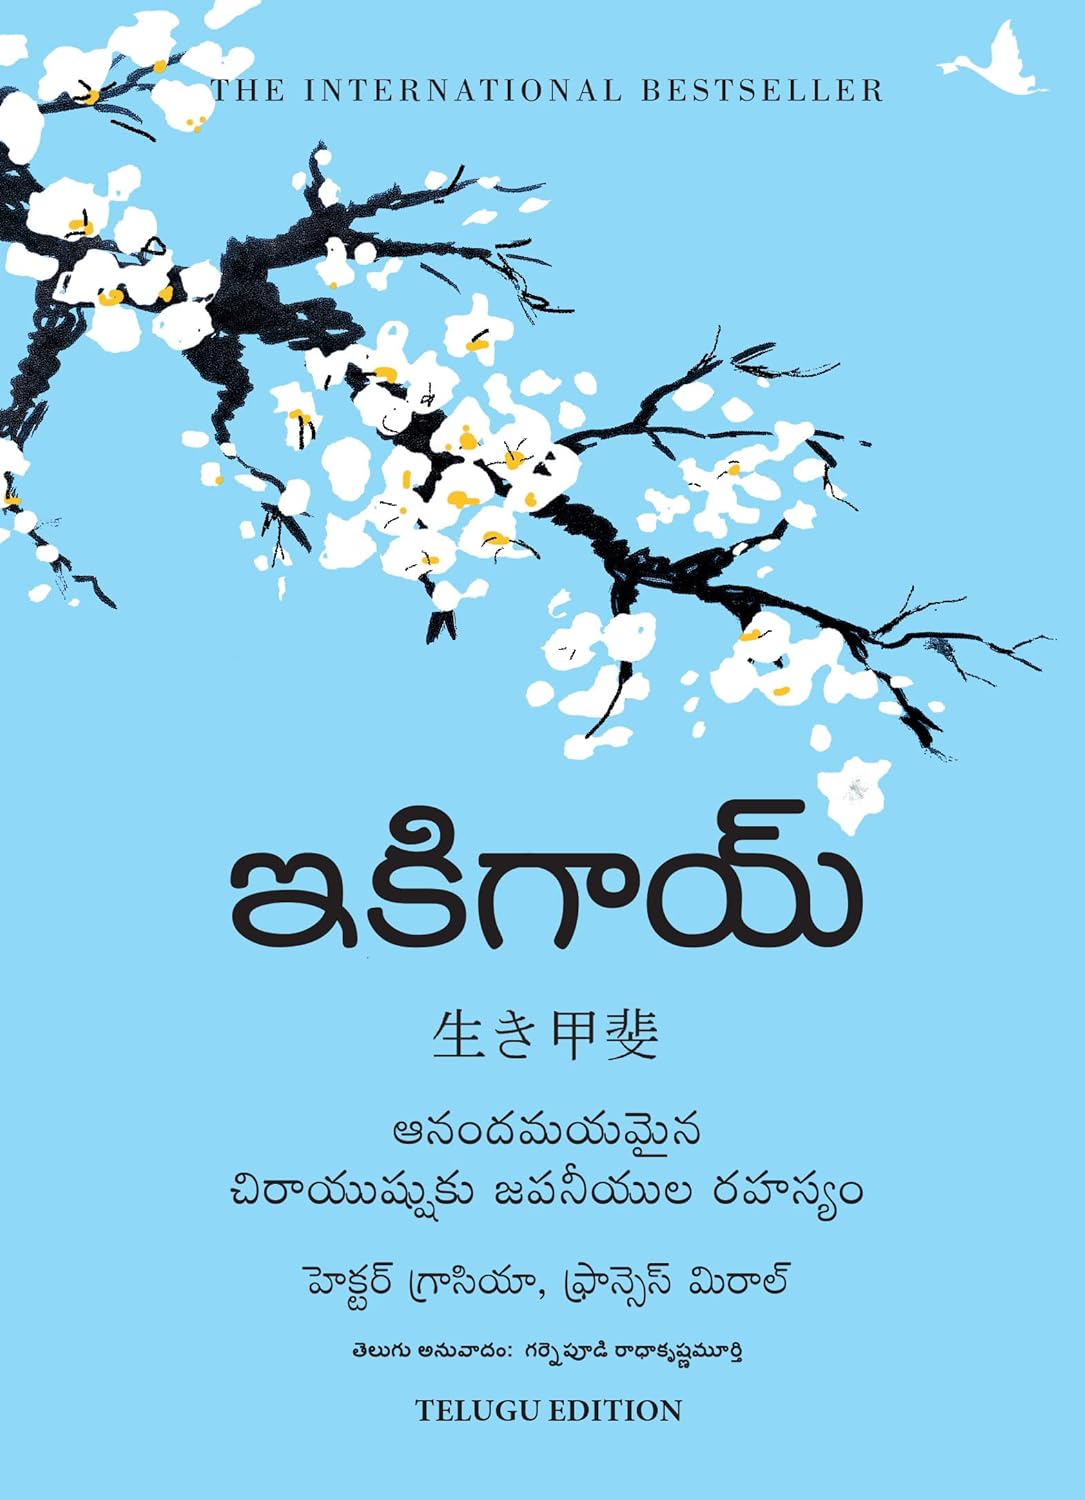 THE INTERNATIONAL BESTSELLER
ఇకిగాయ్
生き甲斐
ఆనందమయమైన
చిరాయుష్షుకు జపనీయుల రహస్యం
హెక్టర్ గ్రాసియా, ఫ్రాన్సెస్ మిరాల్
తెలుగు అనువాదం: గర్నెపూడి రాధాకృష్ణమూర్తి
TELUGU EDITION